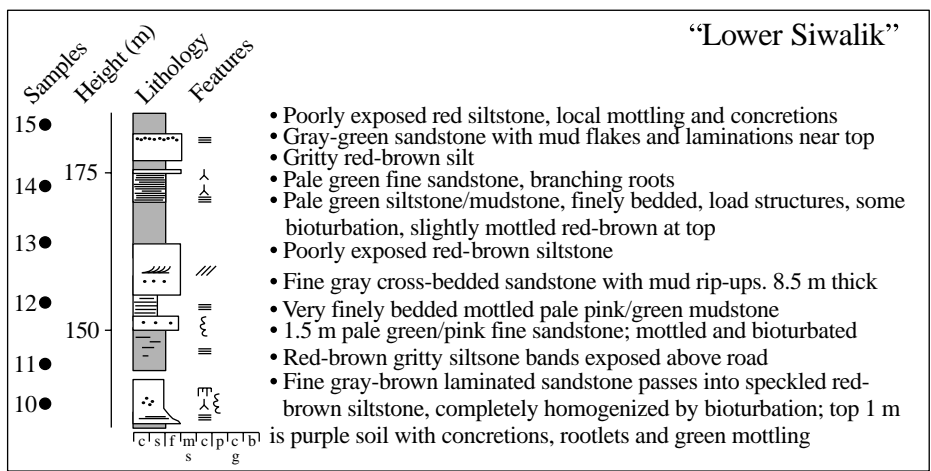 “Lower Siwalik”
Samples
Height (m)
Lithology
Features
15
14
13
12
11
10
175
150
• Poorly exposed red siltstone, local mottling and concretions
• Gray-green sandstone with mud flakes and laminations near top
• Gritty red-brown silt
• Pale green fine sandstone, branching roots
• Pale green siltstone/mudstone, finely bedded, load structures, some
bioturbation, slightly mottled red-brown at top
• Poorly exposed red-brown siltstone
• Fine gray cross-bedded sandstone with mud rip-ups. 8.5 m thick
• Very finely bedded mottled pale pink/green mudstone
• 1.5 m pale green/pink fine sandstone; mottled and bioturbated
• Red-brown gritty siltsone bands exposed above road
• Fine gray-brown laminated sandstone passes into speckled red-
brown siltstone, completely homogenized by bioturbation; top 1 m
is purple soil with concretions, rootlets and green mottling
c s f m c p c b
s g